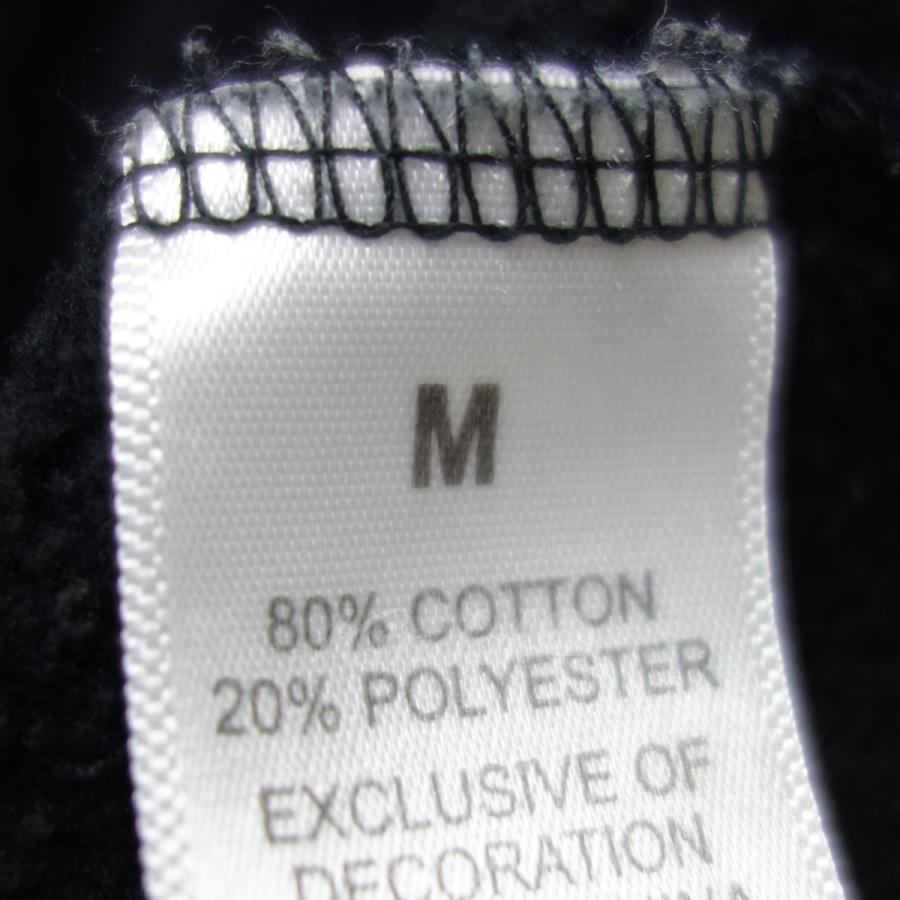 M
80% COTTON
20% POLYESTER
EXCLUSIVE OF
DECORATION